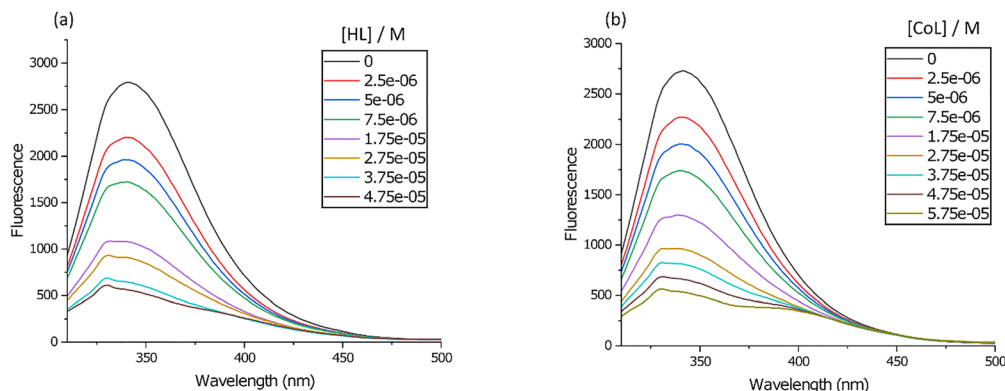 (a)
[HL] / M
0
2.5e-06
5e-06
7.5e-06
1.75e-05
2.75e-05
3.75e-05
4.75e-05
3000
2500
2000
1500
1000
500
0
Fluorescence
350
400
450
500
Wavelength (nm)
(b)
[CoL] / M
0
2.5e-06
5e-06
7.5e-06
1.75e-05
2.75e-05
3.75e-05
4.75e-05
5.75e-05
3000
2500
2000
1500
1000
500
0
Fluorescence
350
400
450
500
Wavelength (nm)